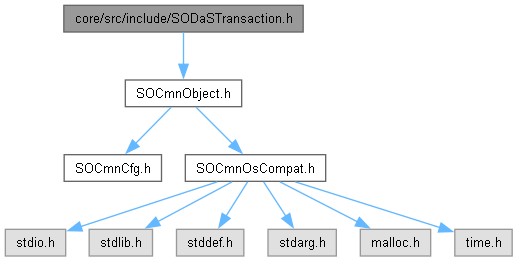 core/src/include/SODaSTransaction.h
SOCmnObject.h
SOCmnCfg.h
SOCmnOsCompat.h
stdio.h
stdlib.h
stddef.h
stdarg.h
malloc.h
time.h